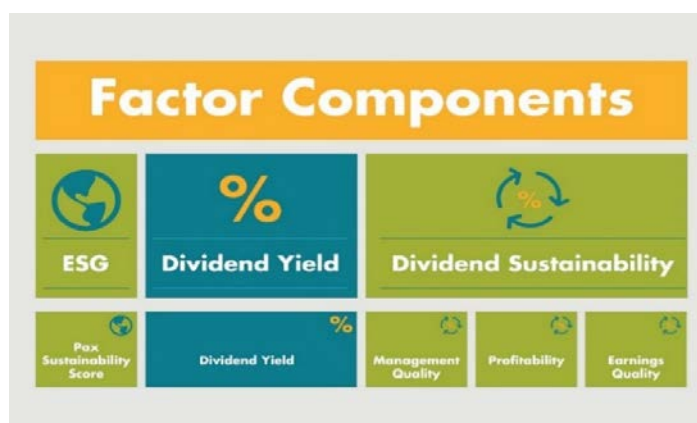 Factor Components
%
%
ESG
Dividend Yield
Dividend Sustainability
%
Pax
Sustainability
Score
Dividend Yield
Management
Quality
Profitability
Earnings
Quality